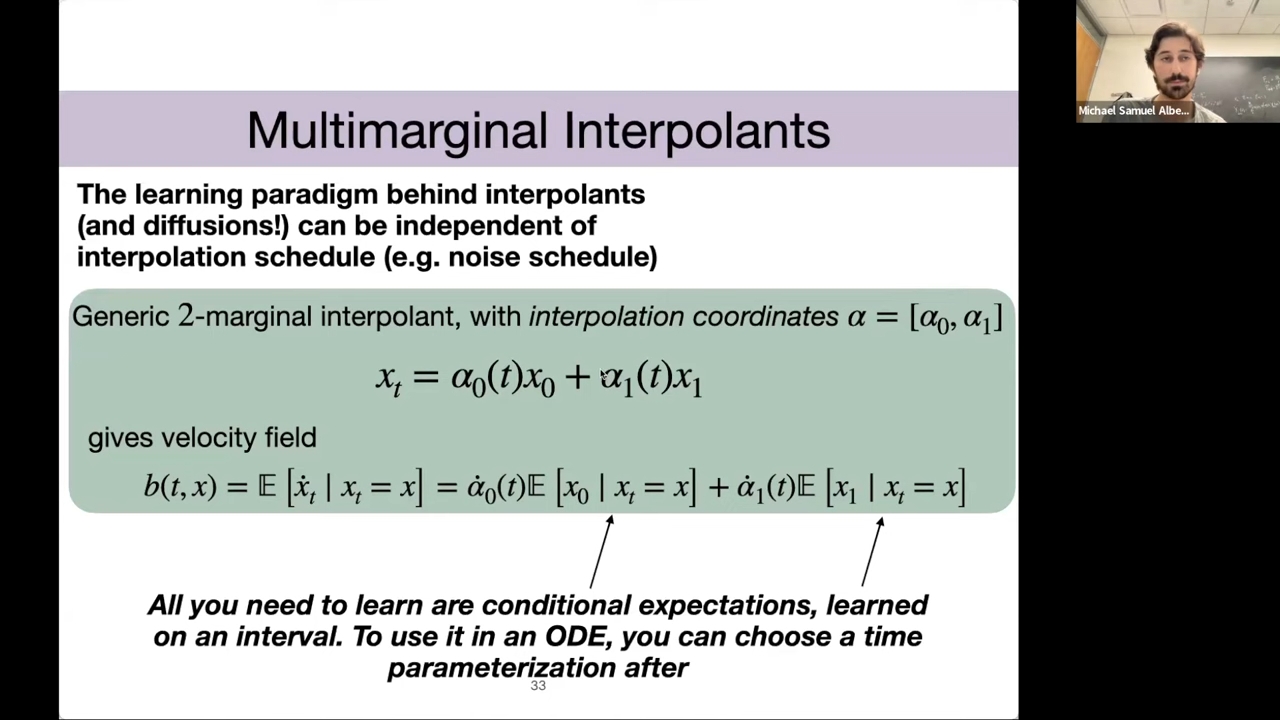 Multimarginal Interpolants
Michael Samuel Albe...
The learning paradigm behind interpolants
(and diffusions!) can be independent of
interpolation schedule (e.g. noise schedule)
Generic 2-marginal interpolant, with interpolation coordinates α = [α₀, α₁]
xₜ = α₀(t)x₀ + α₁(t)x₁
gives velocity field
b(t, x) = 𝔼 [ẋₜ | xₜ = x] = α̇₀(t)𝔼 [x₀ | xₜ = x] + α̇₁(t)𝔼 [x₁ | xₜ = x]
All you need to learn are conditional expectations, learned
on an interval. To use it in an ODE, you can choose a time
parameterization after
33